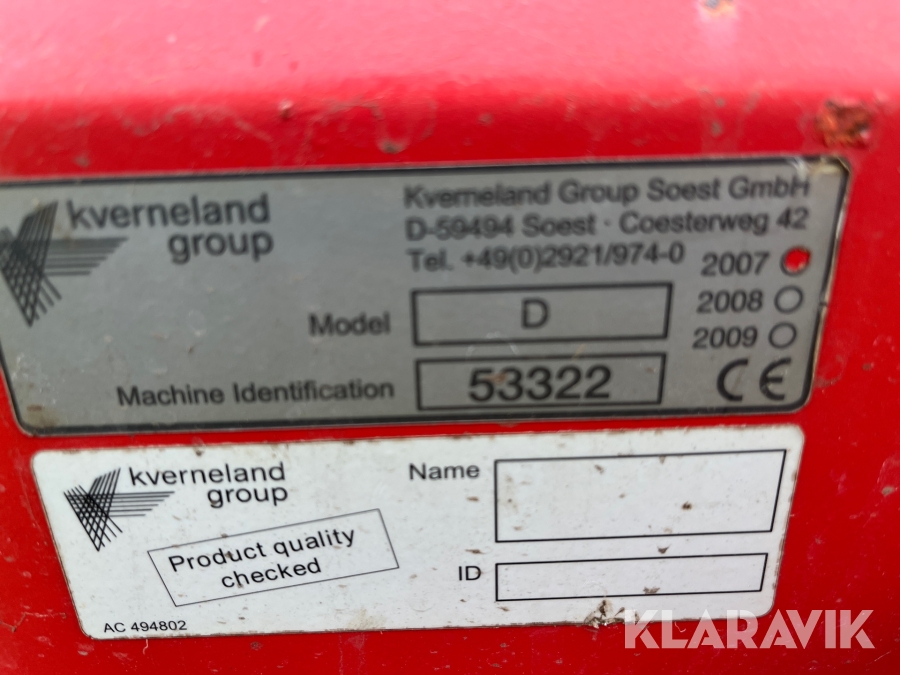 kverneland
group
Kverneland Group Soest GmbH
D-59494 Soest · Coesterweg 42
Tel. +49(0)2921/974-0
2007
2008
2009
Model D
Machine Identification 53322
CE
kverneland
group
Product quality
checked
Name
ID
AC 494802
KLARAVIK